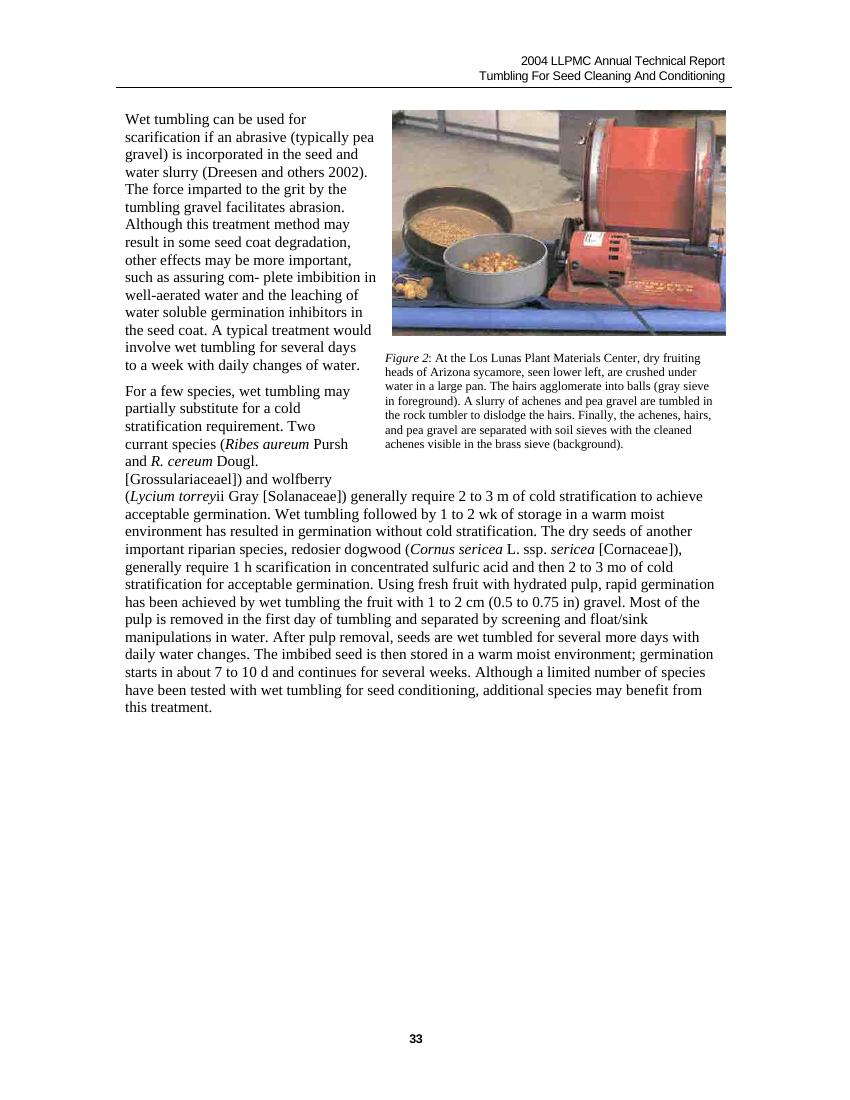 2004 LLPMC Annual Technical Report
Tumbling For Seed Cleaning And Conditioning
Wet tumbling can be used for
scarification if an abrasive (typically pea
gravel) is incorporated in the seed and
water slurry (Dreesen and others 2002).
The force imparted to the grit by the
tumbling gravel facilitates abrasion.
Although this treatment method may
result in some seed coat degradation,
other effects may be more important,
such as assuring com- plete imbibition in
well-aerated water and the leaching of
water soluble germination inhibitors in
the seed coat. A typical treatment would
involve wet tumbling for several days
to a week with daily changes of water.
Figure 2: At the Los Lunas Plant Materials Center, dry fruiting
heads of Arizona sycamore, seen lower left, are crushed under
water in a large pan. The hairs agglomerate into balls (gray sieve
in foreground). A slurry of achenes and pea gravel are tumbled in
the rock tumbler to dislodge the hairs. Finally, the achenes, hairs,
and pea gravel are separated with soil sieves with the cleaned
achenes visible in the brass sieve (background).
For a few species, wet tumbling may
partially substitute for a cold
stratification requirement. Two
currant species (Ribes aureum Pursh
and R. cereum Dougl.
[Grossulariaceael]) and wolfberry
(Lycium torreyii Gray [Solanaceae]) generally require 2 to 3 m of cold stratification to achieve
acceptable germination. Wet tumbling followed by 1 to 2 wk of storage in a warm moist
environment has resulted in germination without cold stratification. The dry seeds of another
important riparian species, redosier dogwood (Cornus sericea L. ssp. sericea [Cornaceae]),
generally require 1 h scarification in concentrated sulfuric acid and then 2 to 3 mo of cold
stratification for acceptable germination. Using fresh fruit with hydrated pulp, rapid germination
has been achieved by wet tumbling the fruit with 1 to 2 cm (0.5 to 0.75 in) gravel. Most of the
pulp is removed in the first day of tumbling and separated by screening and float/sink
manipulations in water. After pulp removal, seeds are wet tumbled for several more days with
daily water changes. The imbibed seed is then stored in a warm moist environment; germination
starts in about 7 to 10 d and continues for several weeks. Although a limited number of species
have been tested with wet tumbling for seed conditioning, additional species may benefit from
this treatment.
33